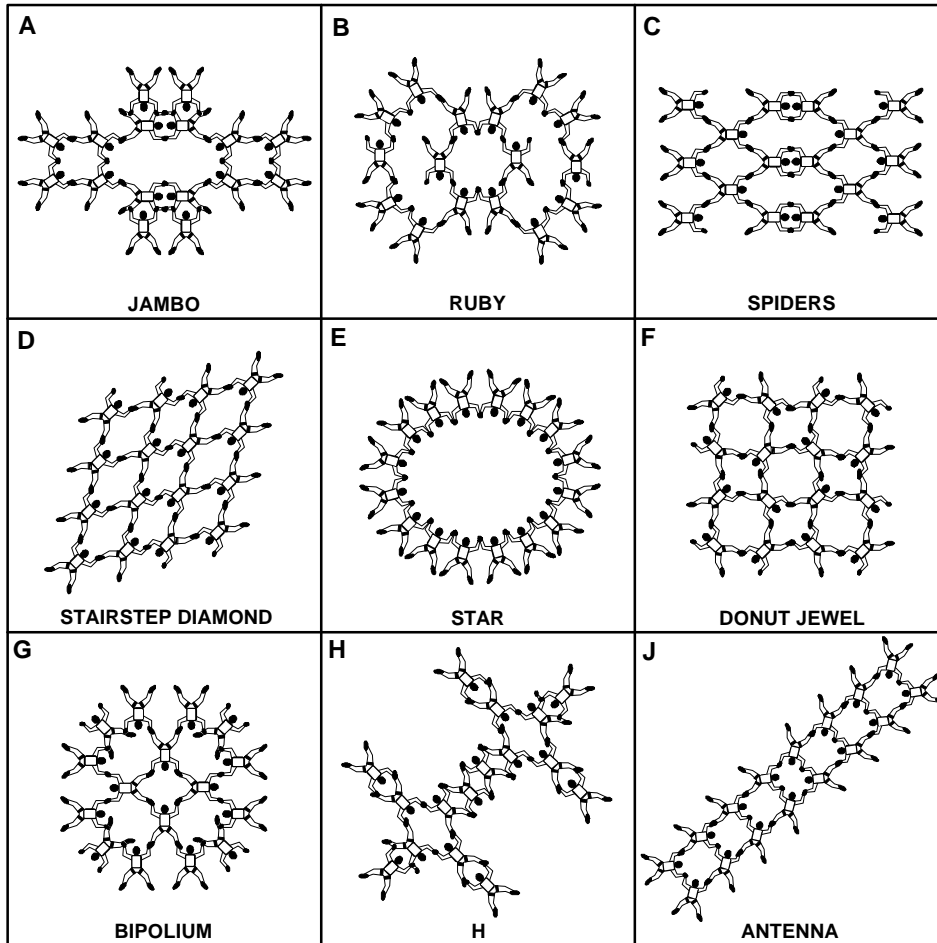 A
JAMBO
B
RUBY
C
SPIDERS
D
STAIRSTEP DIAMOND
E
STAR
F
DONUT JEWEL
G
BIPOLIUM
H
H
J
ANTENNA